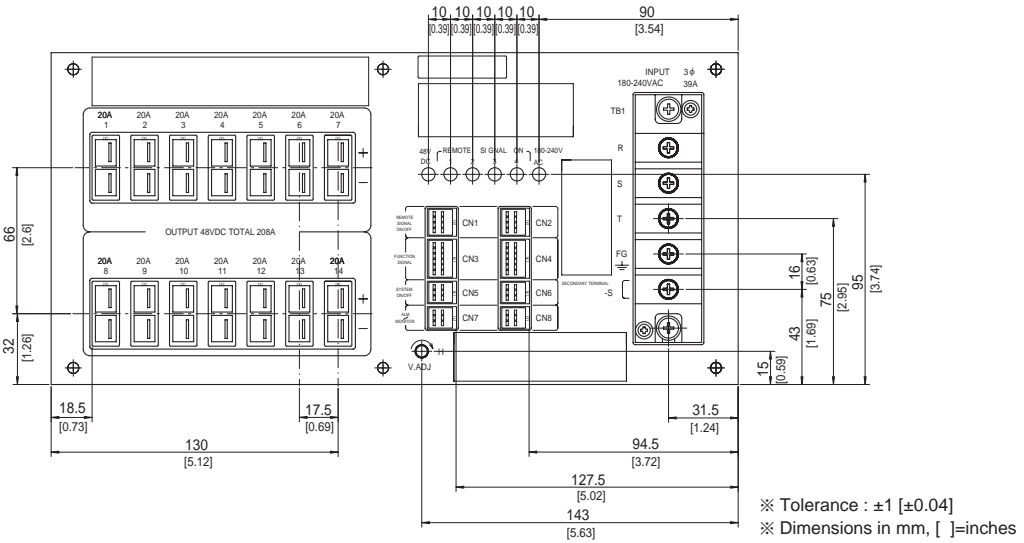 10 10 10 10 10 90
[0.39] [0.39] [0.39] [0.39] [0.39] [3.54]
INPUT 3φ
180-240VAC 39A
TB1
20A 20A 20A 20A 20A 20A 20A
1 2 3 4 5 6 7
+
−
48V REMOTE SIGNAL ON 180-240V
DC 1 2 3 4 AC
R
S
T
FG
SECONDARY TERMINAL
-S
REMOTE
SIGNAL
ON/OFF
CN1 CN2
FUNCTION
SIGNAL
CN3 CN4
SYSTEM
ON/OFF
CN5 CN6
ALM
MONITOR
CN7 CN8
OUTPUT 48VDC TOTAL 208A
20A 20A 20A 20A 20A 20A 20A
8 9 10 11 12 13 14
+
−
V.ADJ H
66
[2.6]
32
[1.26]
16
[0.63]
43
[1.69]
75
[2.95]
95
[3.74]
15
[0.59]
18.5
[0.73]
17.5
[0.69]
31.5
[1.24]
130
[5.12]
94.5
[3.72]
127.5
[5.02]
143
[5.63]
※ Tolerance : ±1 [±0.04]
※ Dimensions in mm, [ ]=inches